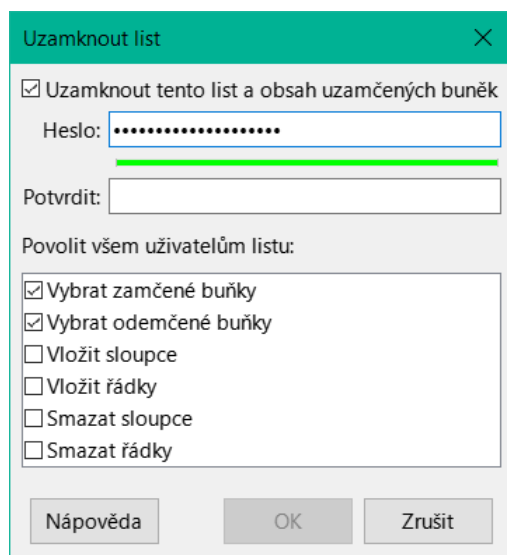 Uzamknout list
Uzamknout tento list a obsah uzamčených buněk
Heslo: ••••••••••••••••••••
Potvrdit:
Povolit všem uživatelům listu:
Vybrat zamčené buňky
Vybrat odemčené buňky
Vložit sloupce
Vložit řádky
Smazat sloupce
Smazat řádky
Nápověda OK Zrušit